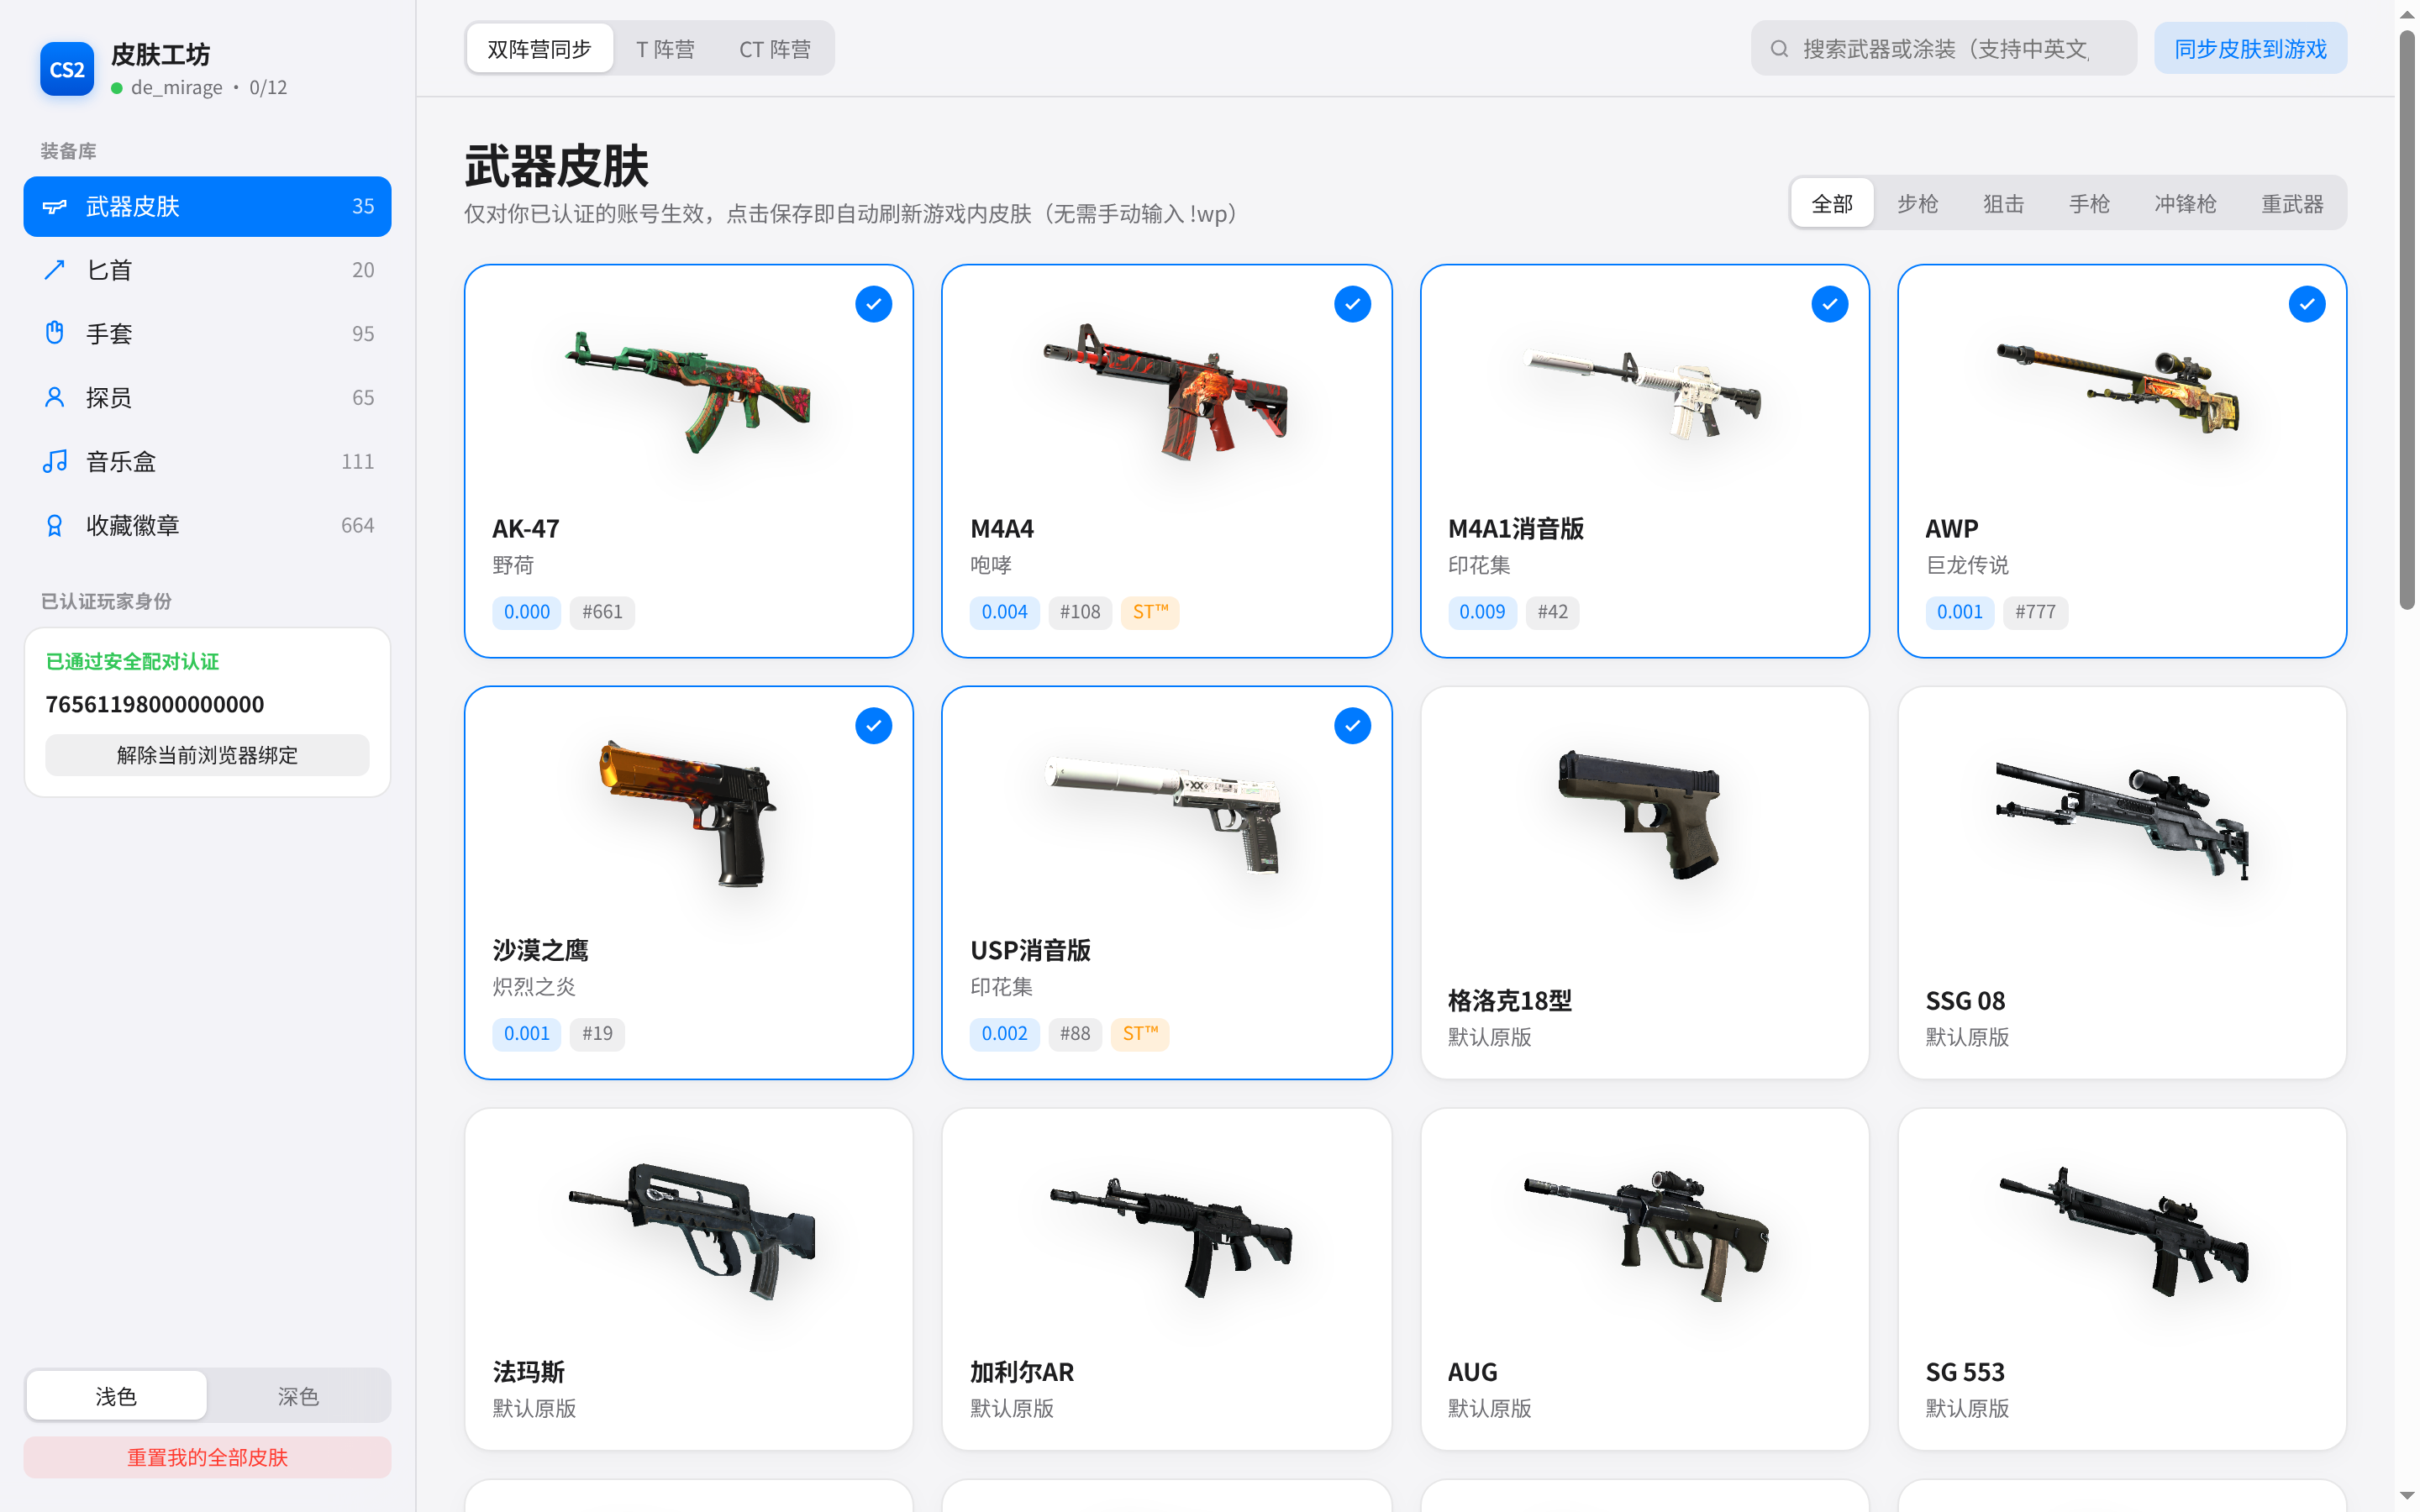 CS2
皮肤工坊
de_mirage · 0/12
装备库
武器皮肤 35
匕首 20
手套 95
探员 65
音乐盒 111
收藏徽章 664
已认证玩家身份
已通过安全配对认证
76561198000000000
解除当前浏览器绑定
浅色 深色
重置我的全部皮肤
双阵营同步 T 阵营 CT 阵营
搜索武器或涂装（支持中英文
同步皮肤到游戏
武器皮肤
仅对你已认证的账号生效，点击保存即自动刷新游戏内皮肤（无需手动输入 !wp）
全部 步枪 狙击 手枪 冲锋枪 重武器
AK-47
野荷
0.000 #661
M4A4
咆哮
0.004 #108 ST™
M4A1消音版
印花集
0.009 #42
AWP
巨龙传说
0.001 #777
沙漠之鹰
炽烈之炎
0.001 #19
USP消音版
印花集
0.002 #88 ST™
格洛克18型
默认原版
SSG 08
默认原版
法玛斯
默认原版
加利尔AR
默认原版
AUG
默认原版
SG 553
默认原版